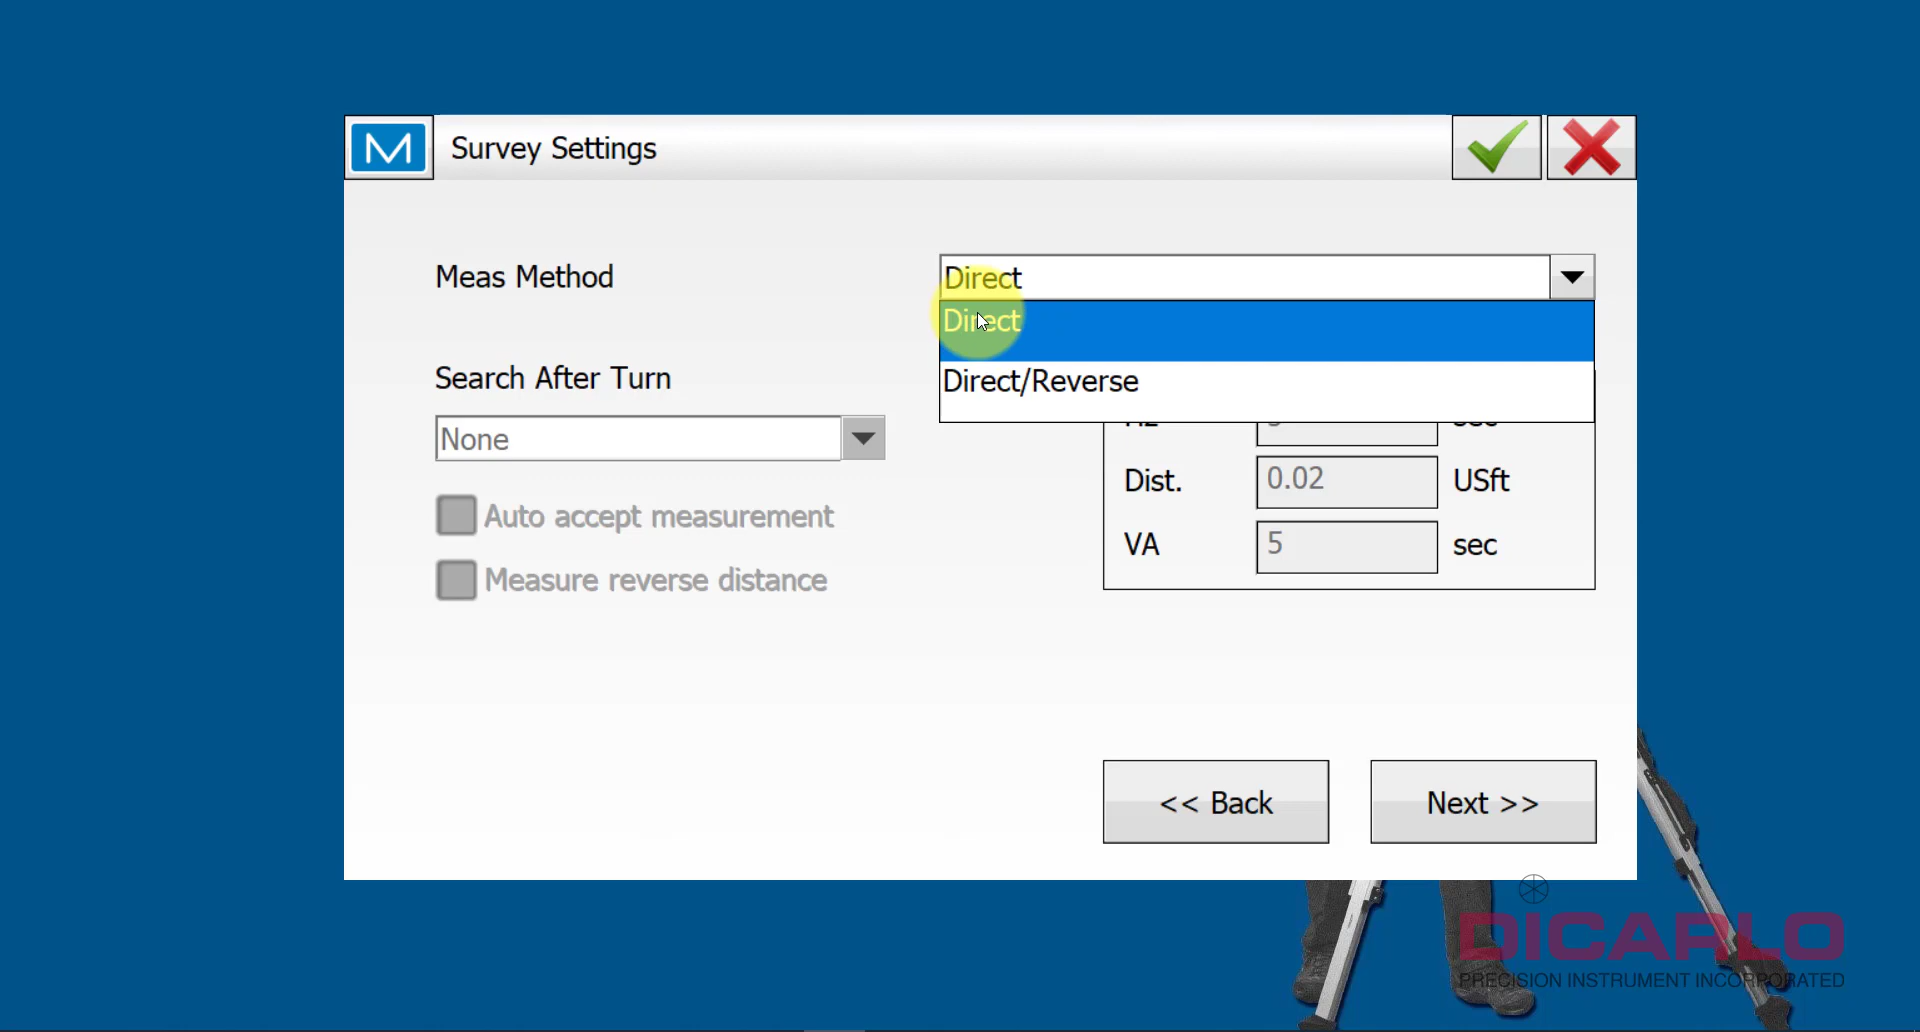 Survey Settings
Meas Method
Direct
Direct
Direct/Reverse
Search After Turn
None
Auto accept measurement
Measure reverse distance
Dist. 0.02 USft
VA 5 sec
<< Back
Next >>
DICARLO
PRECISION INSTRUMENT INCORPORATED